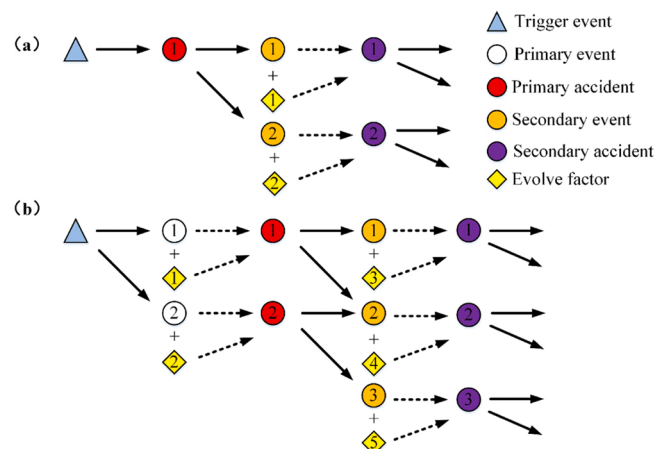 (a)
1 1 1
+
1
2 2
+
2
Trigger event
Primary event
Primary accident
Secondary event
Secondary accident
Evolve factor
(b)
1 1 1 1
+ +
1 3
2 2 2 2
+ +
2 4
3 3
+
5